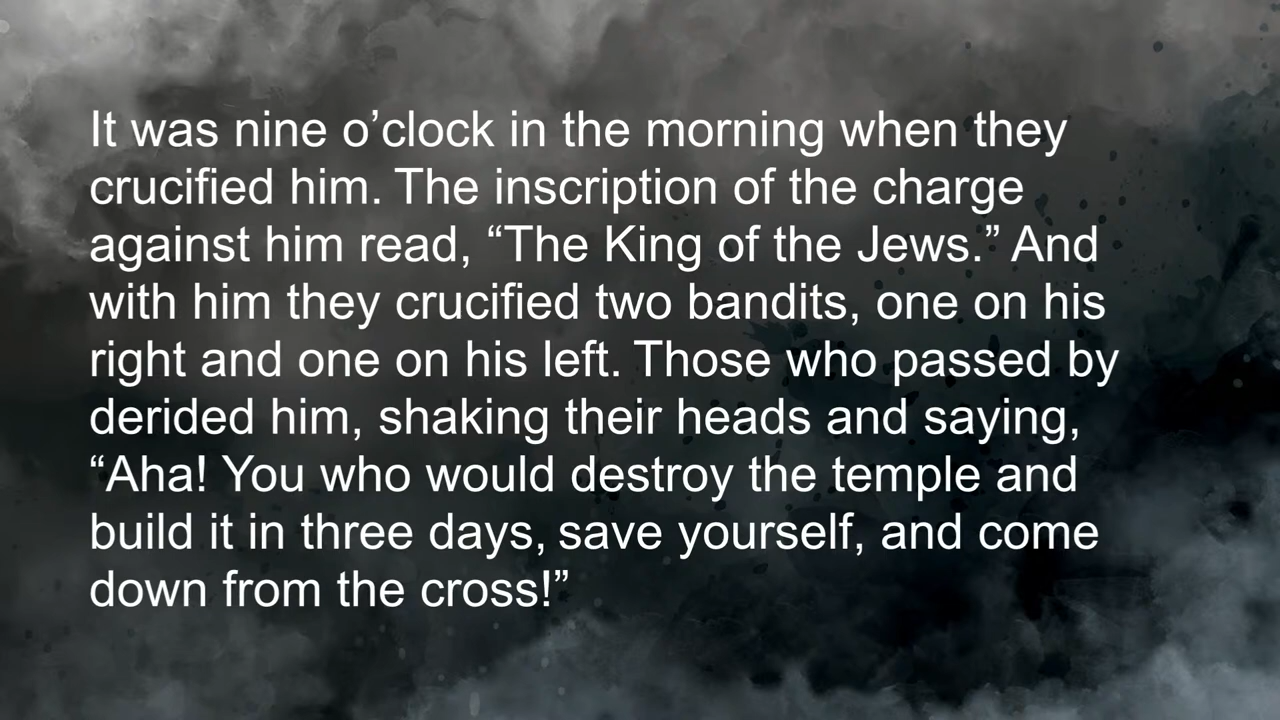 It was nine o’clock in the morning when they
crucified him. The inscription of the charge
against him read, “The King of the Jews.” And
with him they crucified two bandits, one on his
right and one on his left. Those who passed by
derided him, shaking their heads and saying,
“Aha! You who would destroy the temple and
build it in three days, save yourself, and come
down from the cross!”